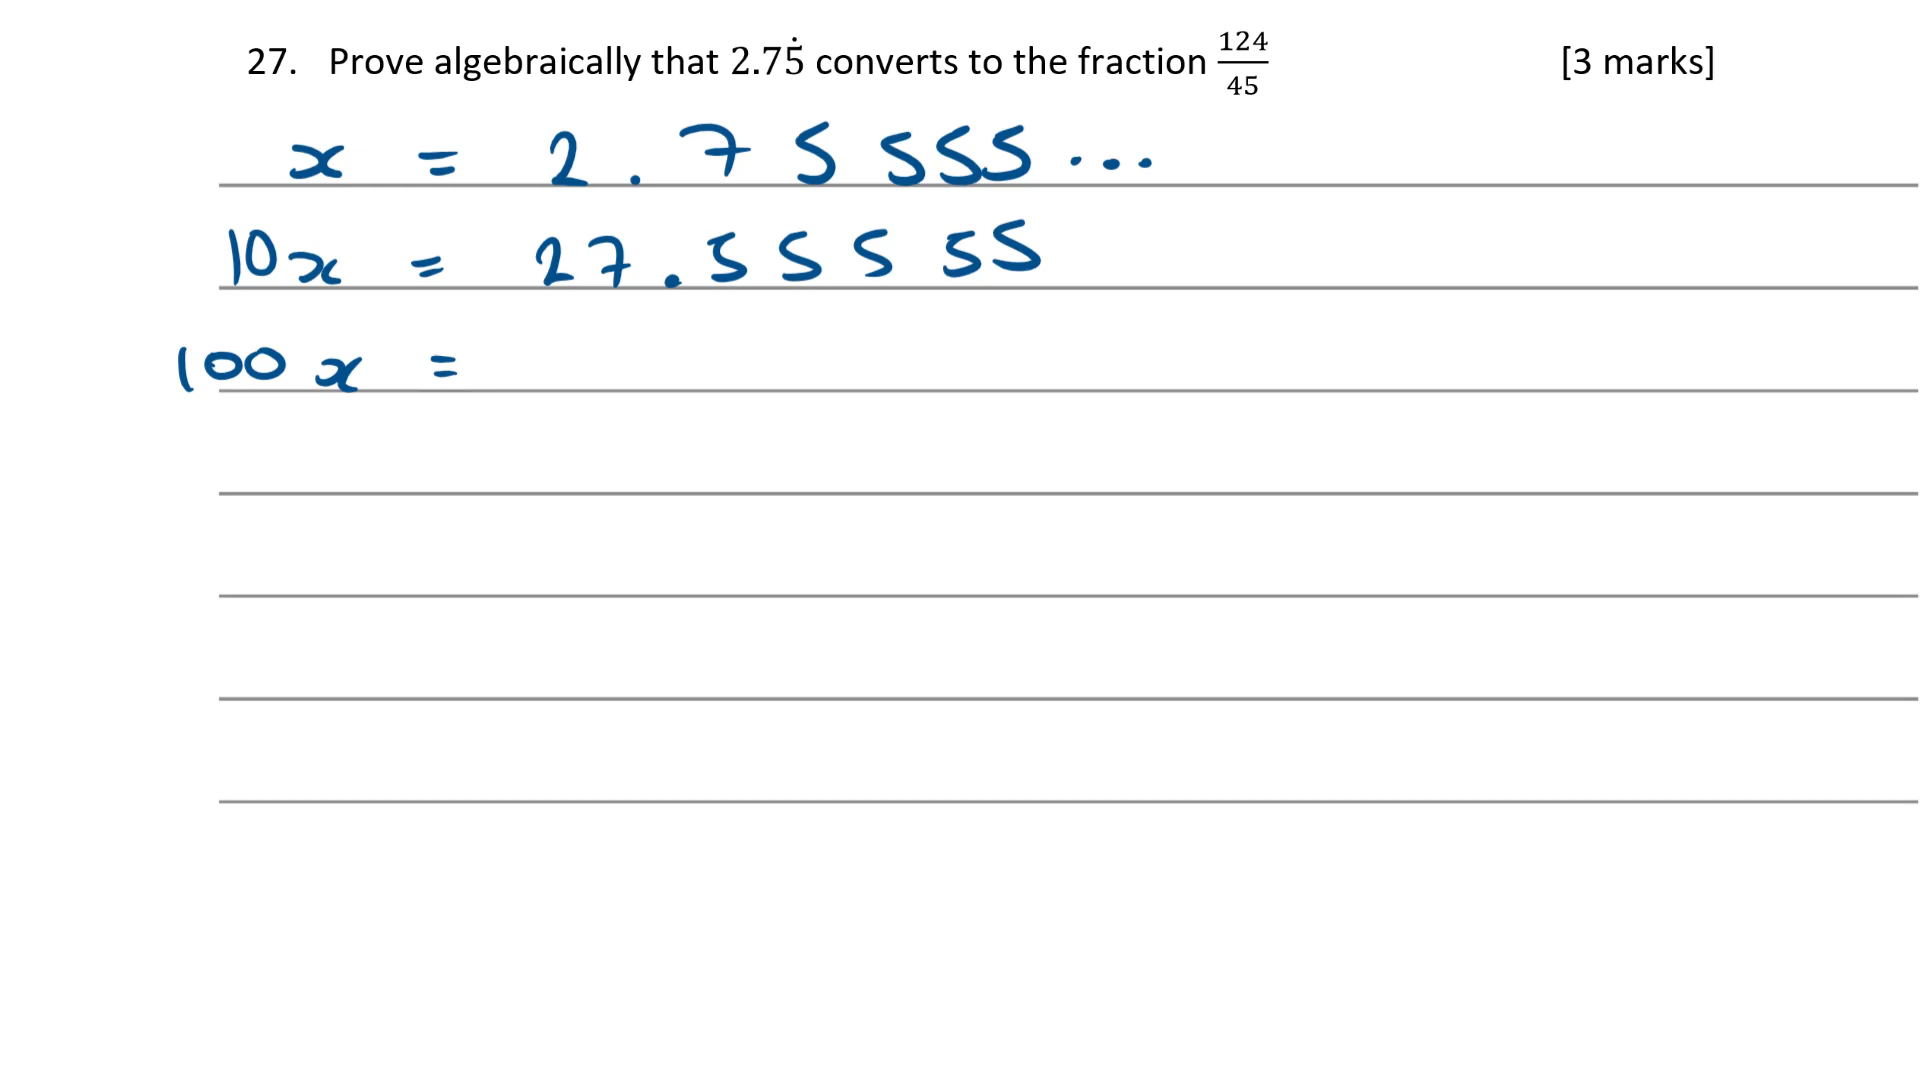 27. Prove algebraically that 2.75̇ converts to the fraction 124/45 [3 marks]
x = 2.75555...
10x = 27.55555
100x =